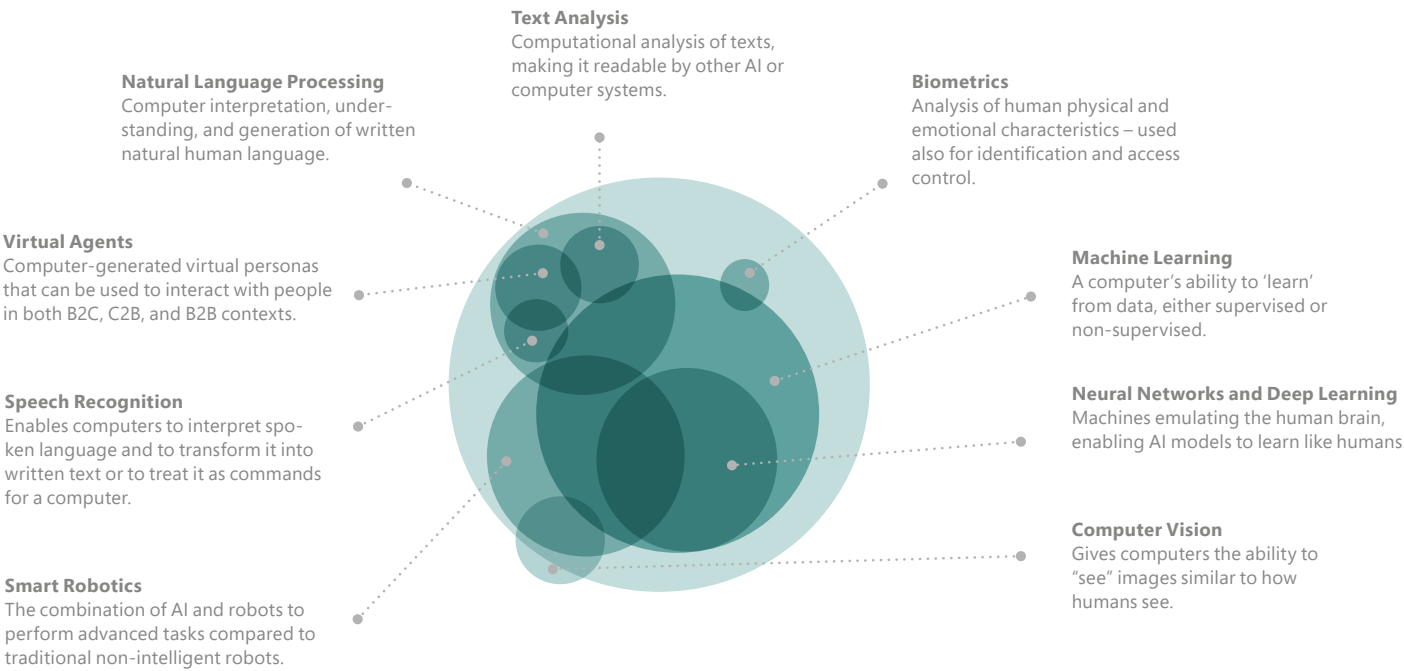 Text Analysis
Computational analysis of texts,
making it readable by other AI or
computer systems.
Natural Language Processing
Computer interpretation, under-
standing, and generation of written
natural human language.
Biometrics
Analysis of human physical and
emotional characteristics – used
also for identification and access
control.
Virtual Agents
Computer-generated virtual personas
that can be used to interact with people
in both B2C, C2B, and B2B contexts.
Machine Learning
A computer's ability to ‘learn’
from data, either supervised or
non-supervised.
Speech Recognition
Enables computers to interpret spo-
ken language and to transform it into
written text or to treat it as commands
for a computer.
Neural Networks and Deep Learning
Machines emulating the human brain,
enabling AI models to learn like humans
Computer Vision
Gives computers the ability to
“see” images similar to how
humans see.
Smart Robotics
The combination of AI and robots to
perform advanced tasks compared to
traditional non-intelligent robots.